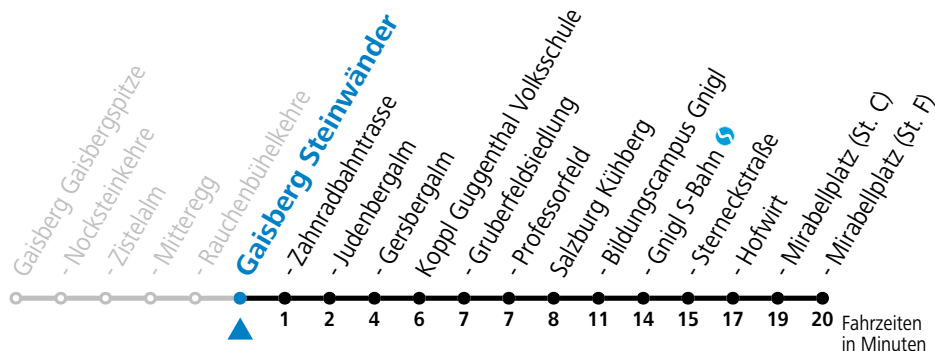 Gaisberg Gaisbergspitze
- Nocksteinkehre
- Zistelalm
- Mitteregg
- Rauchenbühelkehre
Gaisberg Steinwänder
- Zahnradbahntrasse
- Judenbergalm
- Gersbergalm
Koppl Guggenthal Volksschule
- Gruberfeldsiedlung
- Professorfeld
Salzburg Kühberg
- Bildungscampus Gnigl
- Gnigl S-Bahn
- Sterneckstraße
- Hofwirt
- Mirabellplatz (St. C)
- Mirabellplatz (St. F)
1 2 4 6 7 7 8 11 14 15 17 19 20 Fahrzeiten
in Minuten